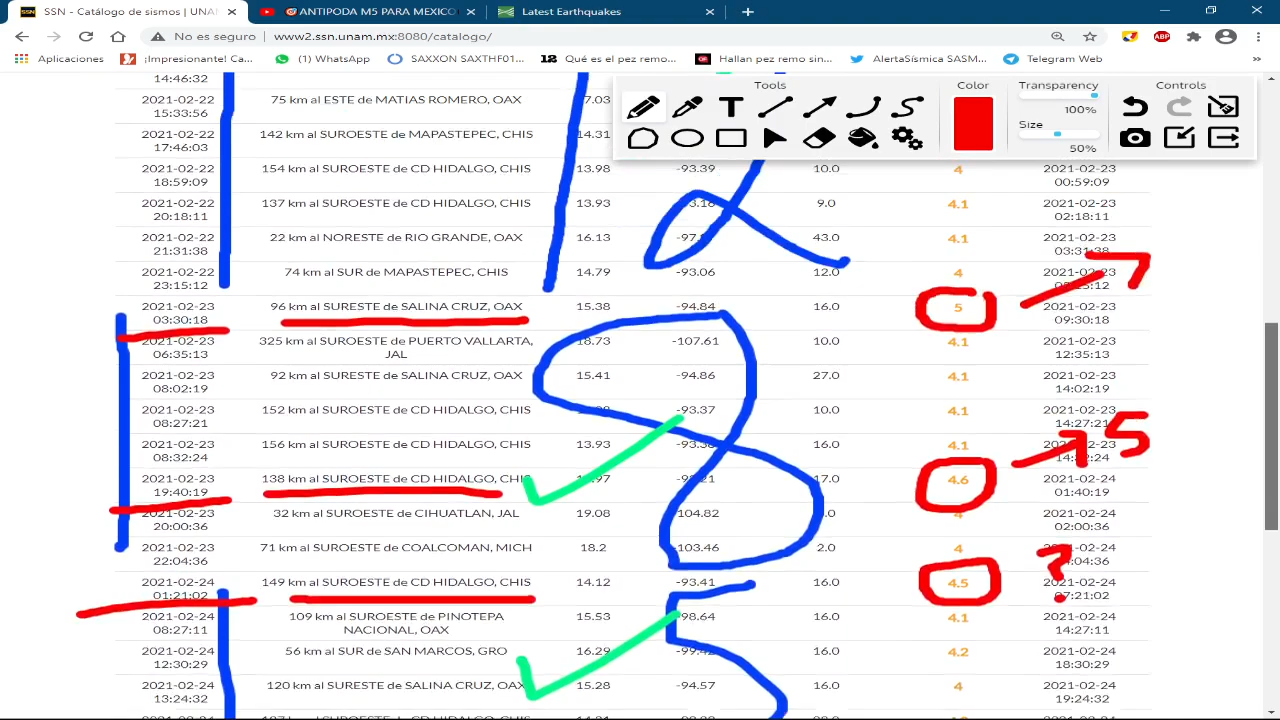 SSN - Catálogo de sismos | UNAM
ANTIPODA M5 PARA MEXICO
Latest Earthquakes
No es seguro | www2.ssn.unam.mx:8080/catalogo/
Aplicaciones
¡Impresionante! Ca...
(1) WhatsApp
SAXXON SAXTHF01...
12 Qué es el pez remo...
Hallan pez remo sin...
AlertaSísmica SASM...
Telegram Web
»
Tools
Color
Transparency
100%
Size
50%
Controls
T
14:46:32
2021-02-22 75 km al ESTE de MATIAS ROMERO, OAX
15:33:56
2021-02-22 142 km al SUROESTE de MAPASTEPEC, CHIS 14.31
17:46:03
2021-02-22 154 km al SUROESTE de CD HIDALGO, CHIS 13.98 -93.39 10.0 4 2021-02-23
18:59:09 00:59:09
2021-02-22 137 km al SUROESTE de CD HIDALGO, CHIS 13.93 9.0 4.1 2021-02-23
20:18:11 02:18:11
2021-02-22 22 km al NORESTE de RIO GRANDE, OAX 16.13 43.0 4.1 2021-02-23
21:31:38 03:31:38
2021-02-22 74 km al SUR de MAPASTEPEC, CHIS 14.79 -93.06 12.0 4 2021-02-23
23:15:12
2021-02-23 96 km al SURESTE de SALINA CRUZ, OAX 15.38 -94.84 16.0 5 2021-02-23
03:30:18 09:30:18
2021-02-23 325 km al SUROESTE de PUERTO VALLARTA, 18.73 -107.61 10.0 4.1 2021-02-23
06:35:13 JAL 12:35:13
2021-02-23 92 km al SURESTE de SALINA CRUZ, OAX 15.41 -94.86 27.0 4.1 2021-02-23
08:02:19 14:02:19
2021-02-23 152 km al SUROESTE de CD HIDALGO, CHIS -93.37 10.0 4.1 2021-02-23
08:27:21 14:27:21 5
2021-02-23 156 km al SUROESTE de CD HIDALGO, CHIS 13.93 16.0 4.1
08:32:24
2021-02-23 138 km al SUROESTE de CD HIDALGO, CHIS 4.6 2021-02-24
19:40:19 01:40:19
2021-02-23 32 km al SUROESTE de CIHUATLAN, JAL 19.08 -104.82 4 2021-02-24
20:00:36 02:00:36
2021-02-23 71 km al SUROESTE de COALCOMAN, MICH 18.2 -103.46 2.0 4 ?
22:04:36
2021-02-24 149 km al SUROESTE de CD HIDALGO, CHIS 14.12 -93.41 16.0 4.5 2021-02-24
01:21:02 07:21:02
2021-02-24 109 km al SUROESTE de PINOTEPA 15.53 -98.64 16.0 4.1 2021-02-24
08:27:11 NACIONAL, OAX 14:27:11
2021-02-24 56 km al SUR de SAN MARCOS, GRO 16.29 16.0 4.2 2021-02-24
12:30:29 18:30:29
2021-02-24 120 km al SURESTE de SALINA CRUZ, OAX 15.28 -94.57 16.0 4 2021-02-24
13:24:32 19:24:32